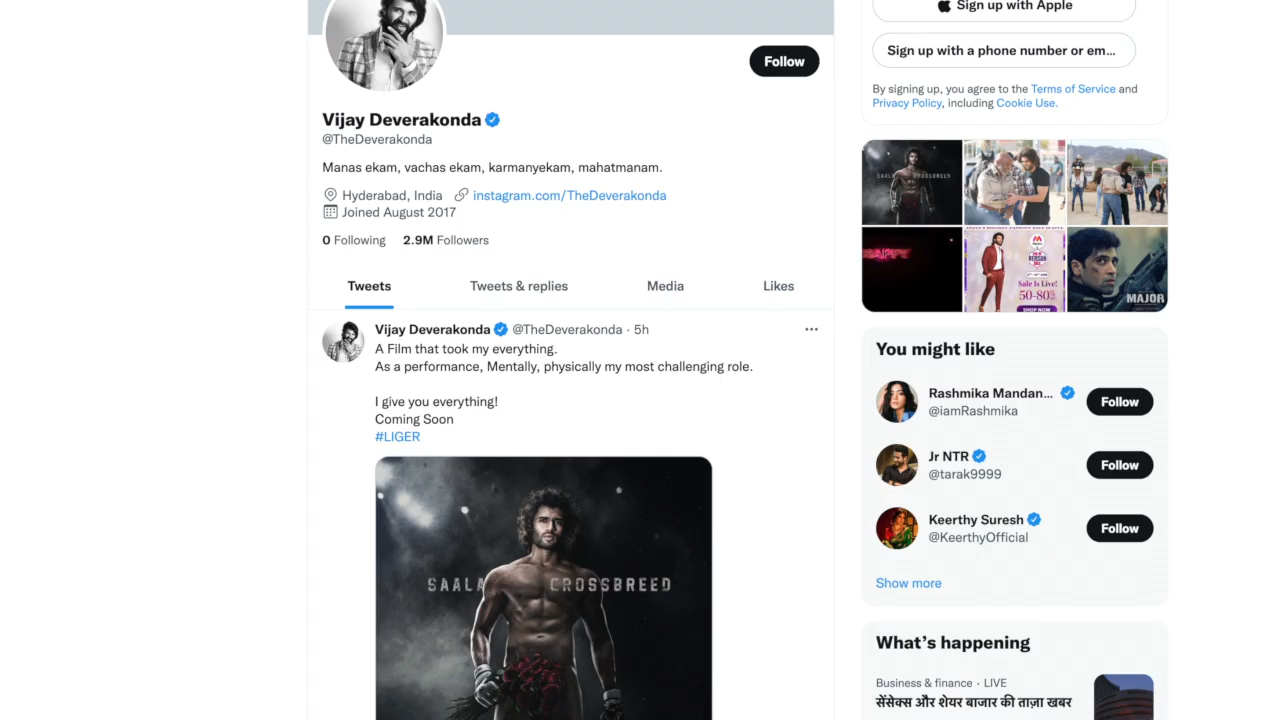 Sign up with Apple
Sign up with a phone number or em...
By signing up, you agree to the Terms of Service and
Privacy Policy, including Cookie Use.
Follow
Vijay Deverakonda
@TheDeverakonda
Manas ekam, vachas ekam, karmanyekam, mahatmanam.
Hyderabad, India instagram.com/TheDeverakonda
Joined August 2017
0 Following 2.9M Followers
Tweets Tweets & replies Media Likes
Vijay Deverakonda @TheDeverakonda · 5h
A Film that took my everything.
As a performance, Mentally, physically my most challenging role.
I give you everything!
Coming Soon
#LIGER
SAALA CROSSBREED
SAALA CROSSBREED
Sale Is Live!
50-80%
SHOP NOW
MAJOR
You might like
Rashmika Mandan...
@iamRashmika
Follow
Jr NTR
@tarak9999
Follow
Keerthy Suresh
@KeerthyOfficial
Follow
Show more
What's happening
Business & finance · LIVE
सेंसेक्स और शेयर बाजार की ताज़ा खबर